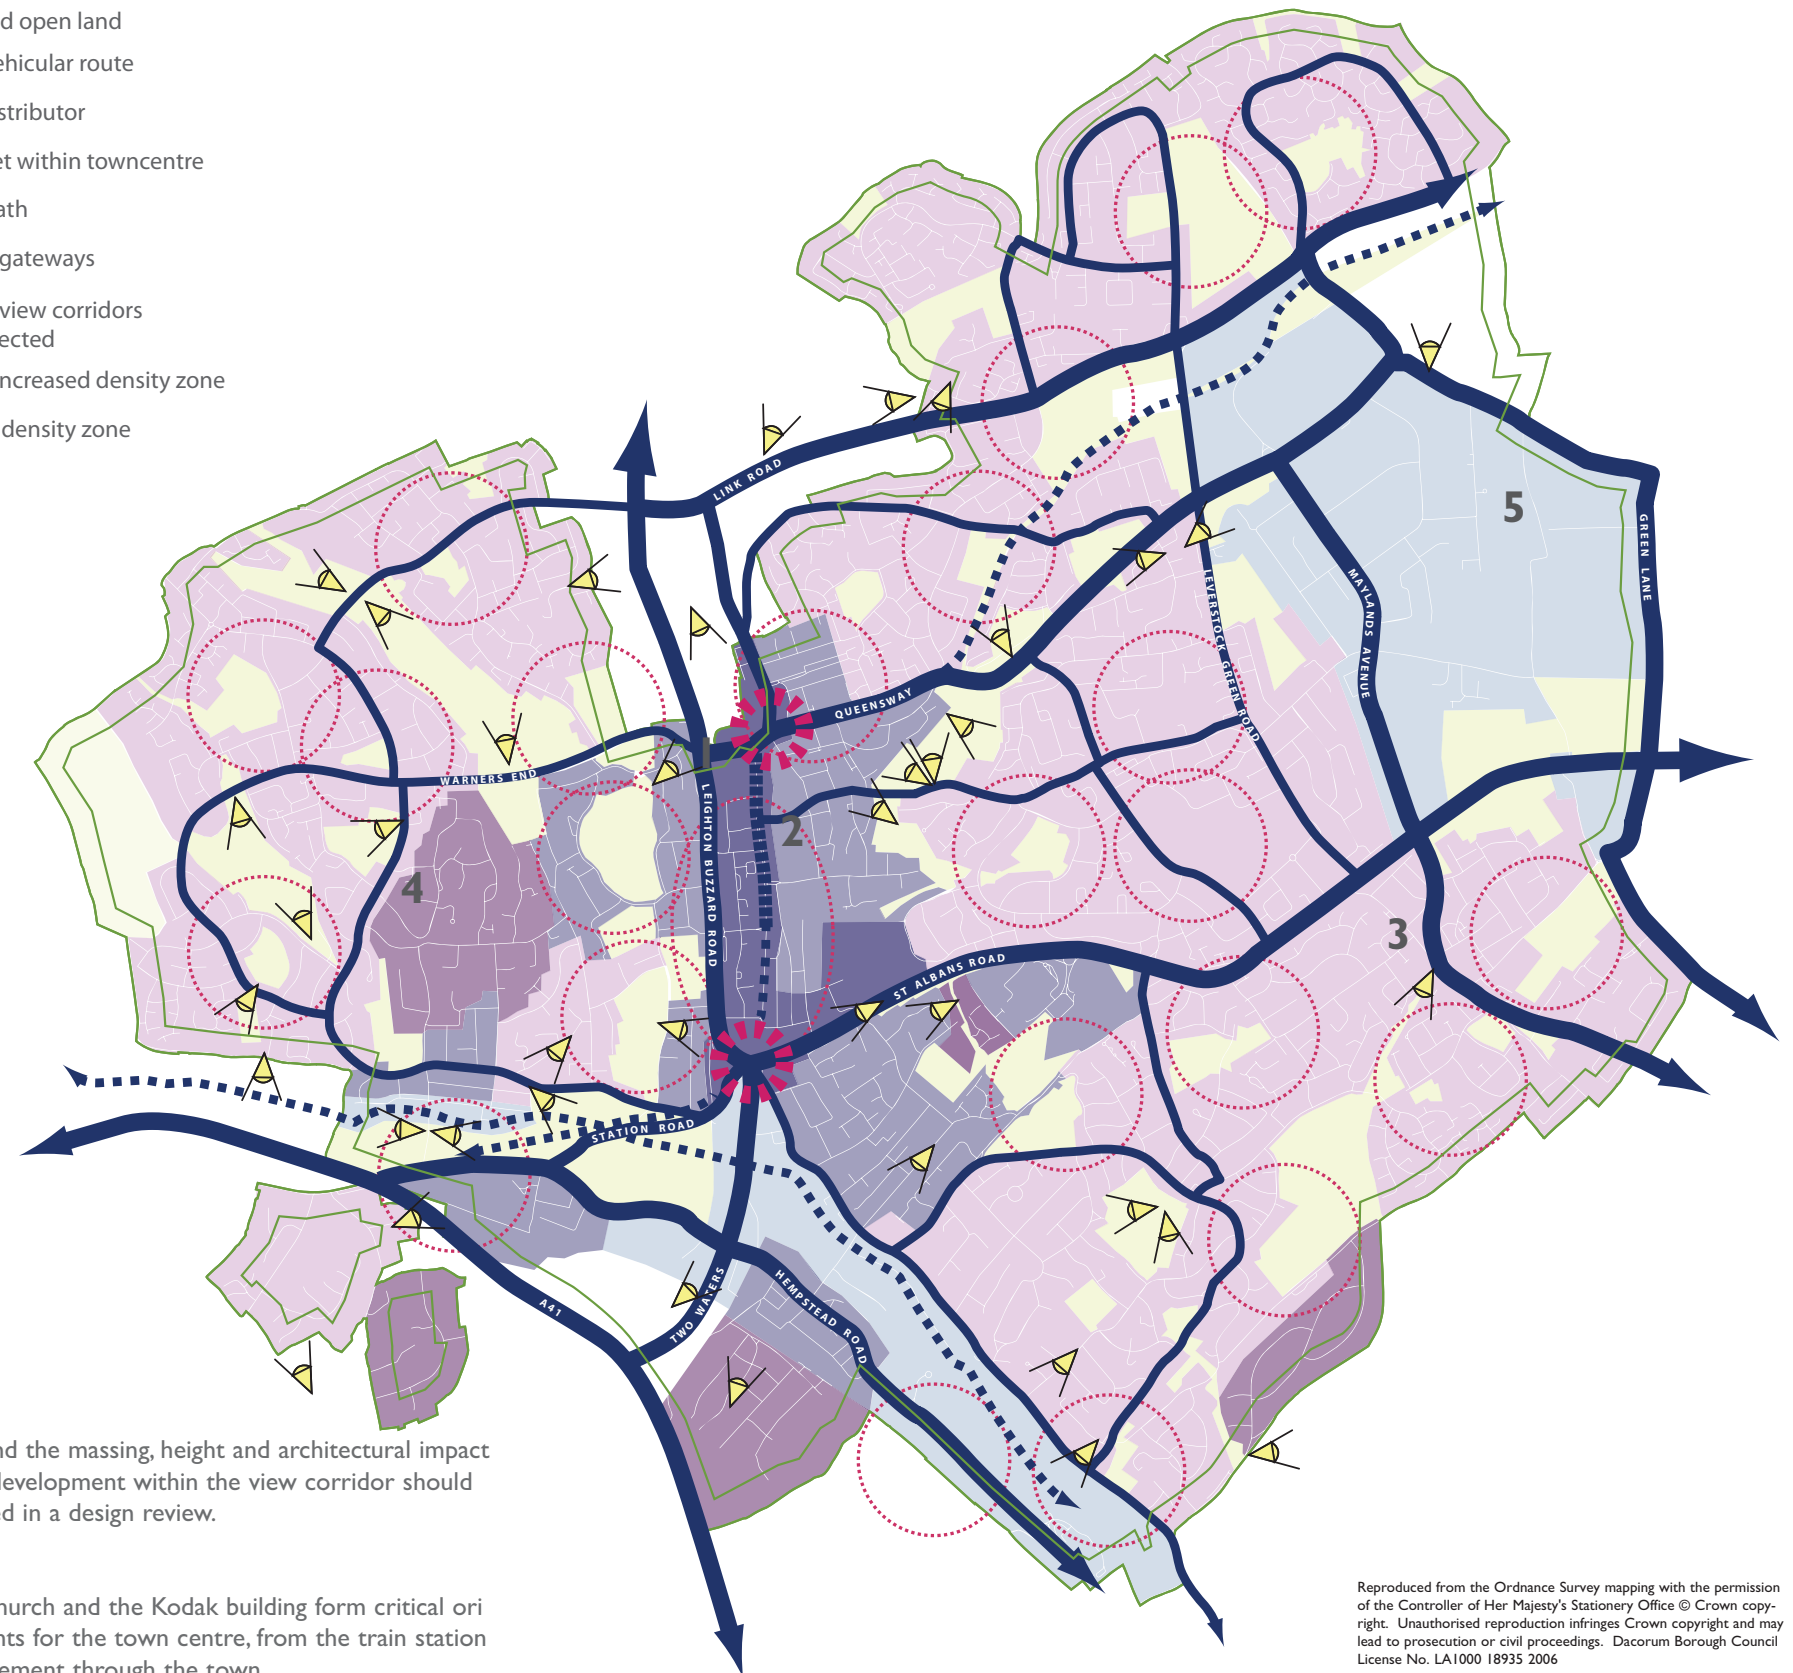 d open land
ehicular route
stributor
et within towncentre
ath
gateways
view corridors
ected
ncreased density zone
density zone
LINK ROAD
5
GREEN LANE
MAYLANDS AVENUE
LEVERSTOCK GREEN ROAD
QUEENSWAY
1
WARNERS END
LEIGHTON BUZZARD ROAD
2
4
3
ST ALBANS ROAD
STATION ROAD
A41
TWO WATERS
HEMPSTEAD ROAD
nd the massing, height and architectural impact
development within the view corridor should
ed in a design review.
hurch and the Kodak building form critical ori
nts for the town centre, from the train station
ement through the town
Reproduced from the Ordnance Survey mapping with the permission
of the Controller of Her Majesty's Stationery Office © Crown copy-
right. Unauthorised reproduction infringes Crown copyright and may
lead to prosecution or civil proceedings. Dacorum Borough Council
License No. LA1000 18935 2006